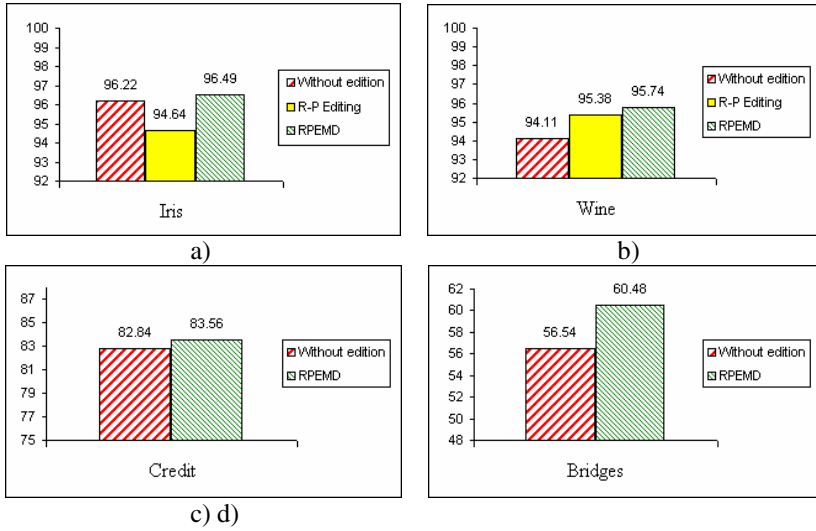 100
99
98
97
96
95
94
93
92
96.22
94.64
96.49
Iris
Without edition
R-P Editing
RPEMD
a)
100
99
98
97
96
95
94
93
92
94.11
95.38
95.74
Wine
Without edition
R-P Editing
RPEMD
b)
87
85
83
81
79
77
75
82.84
83.56
Credit
Without edition
RPEMD
62
60
58
56
54
52
50
48
56.54
60.48
Bridges
Without edition
RPEMD
c) d)